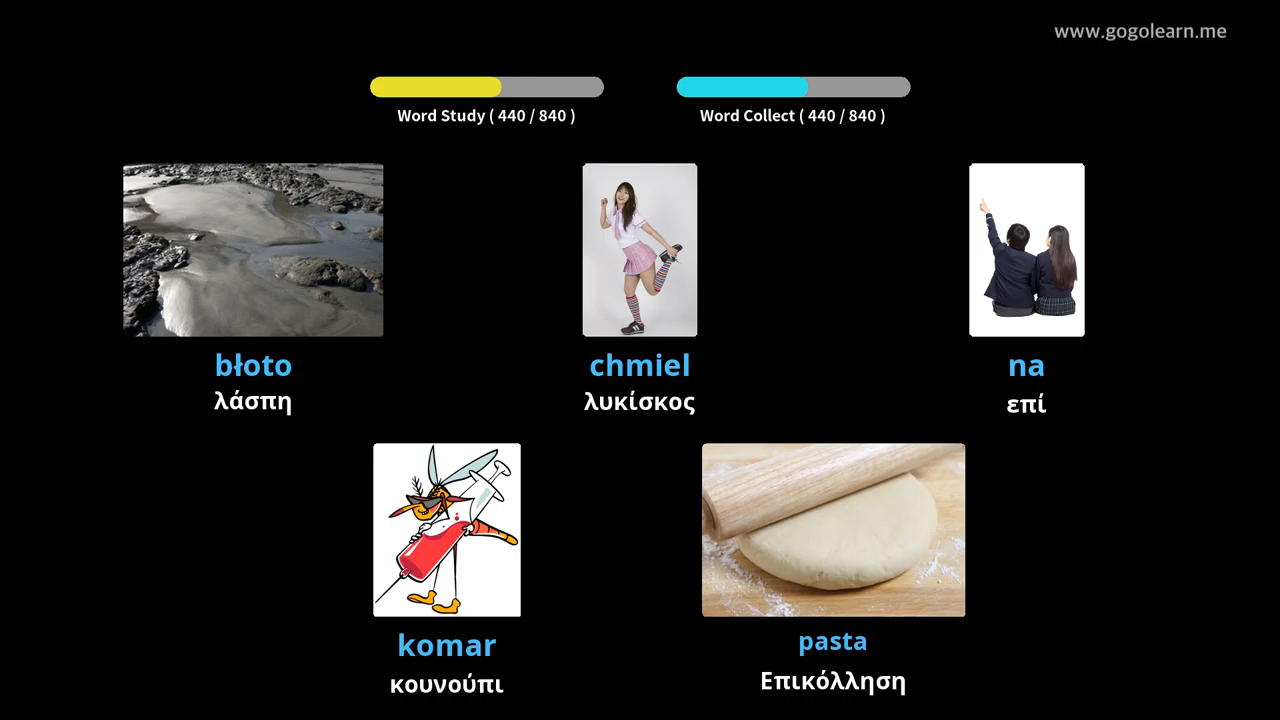 www.gogolearn.me
Word Study ( 440 / 840 )
Word Collect ( 440 / 840 )
błoto
λάσπη
chmiel
λυκίσκος
na
επί
komar
κουνούπι
pasta
Επικόλληση